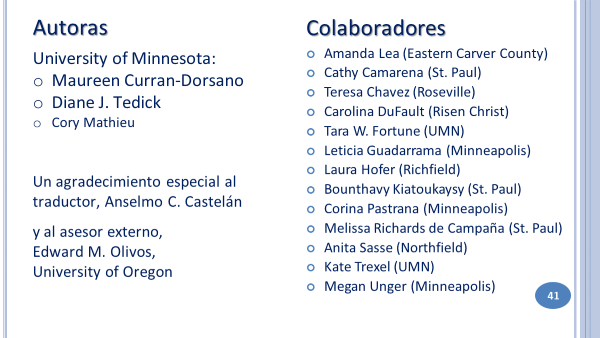 Autoras
University of Minnesota:
o Maureen Curran-Dorsano
o Diane J. Tedick
o Cory Mathieu
Un agradecimiento especial al
traductor, Anselmo C. Castelán
y al asesor externo,
Edward M. Olivos,
University of Oregon
Colaboradores
o Amanda Lea (Eastern Carver County)
o Cathy Camarena (St. Paul)
o Teresa Chavez (Roseville)
o Carolina DuFault (Risen Christ)
o Tara W. Fortune (UMN)
o Leticia Guadarrama (Minneapolis)
o Laura Hofer (Richfield)
o Bounthavy Kiatoukaysy (St. Paul)
o Corina Pastrana (Minneapolis)
o Melissa Richards de Campaña (St. Paul)
o Anita Sasse (Northfield)
o Kate Trexel (UMN)
o Megan Unger (Minneapolis)
41